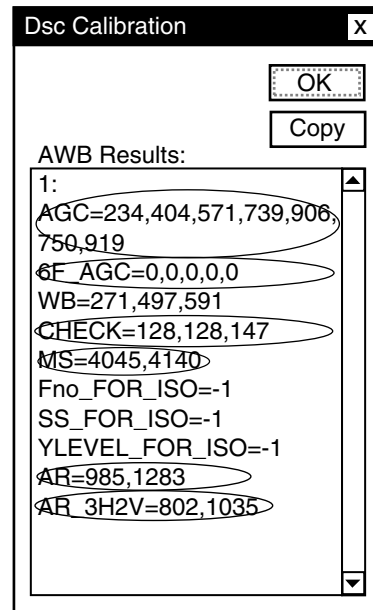 Dsc Calibration X
OK
Copy
AWB Results:
1:
AGC=234,404,571,739,906,
750,919
6F_AGC=0,0,0,0,0
WB=271,497,591
CHECK=128,128,147
MS=4045,4140
Fno_FOR_ISO=-1
SS_FOR_ISO=-1
YLEVEL_FOR_ISO=-1
AR=985,1283
AR_3H2V=802,1035